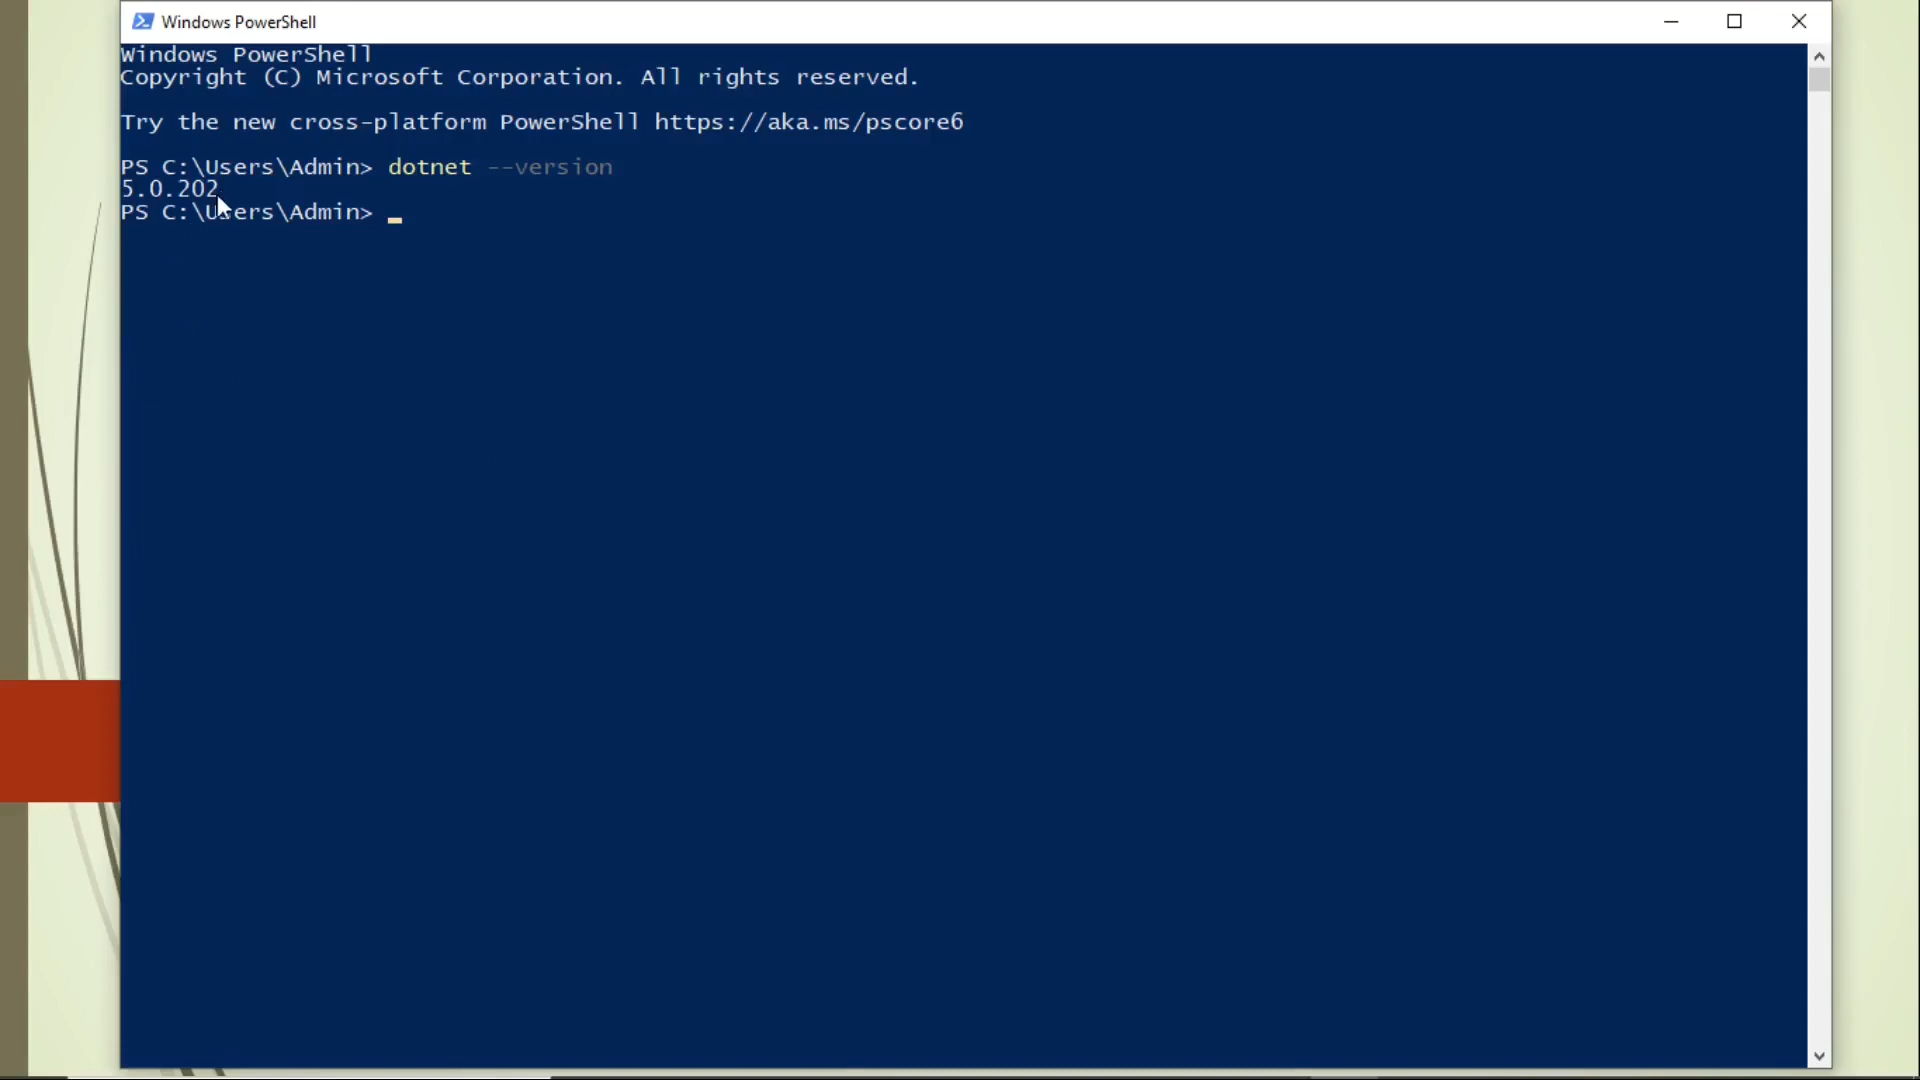 Windows PowerShell
Windows PowerShell
Copyright (C) Microsoft Corporation. All rights reserved.
Try the new cross-platform PowerShell https://aka.ms/pscore6
PS C:\Users\Admin> dotnet --version
5.0.202
PS C:\Users\Admin>